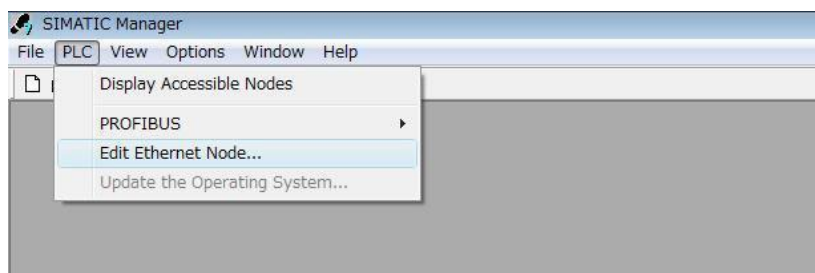 SIMATIC Manager
File PLC View Options Window Help
Display Accessible Nodes
PROFIBUS
Edit Ethernet Node...
Update the Operating System...